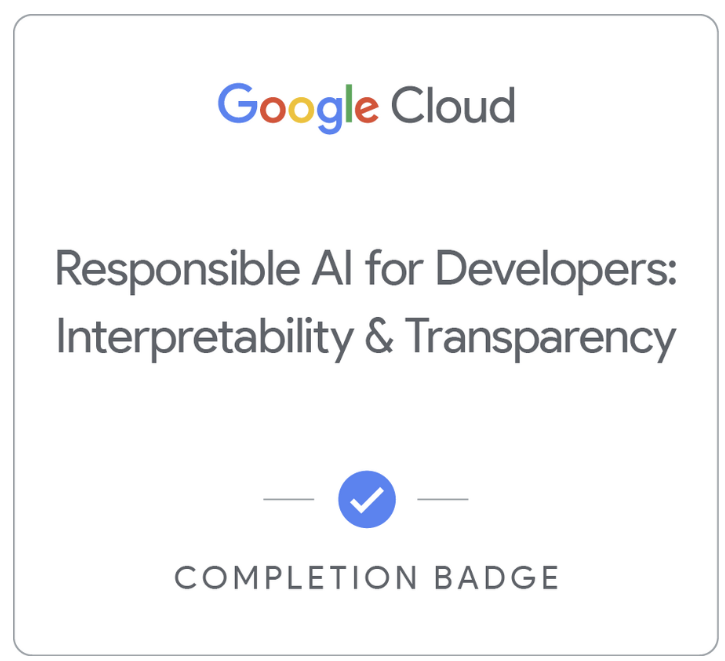 Google Cloud
Responsible AI for Developers:
Interpretability & Transparency
COMPLETION BADGE